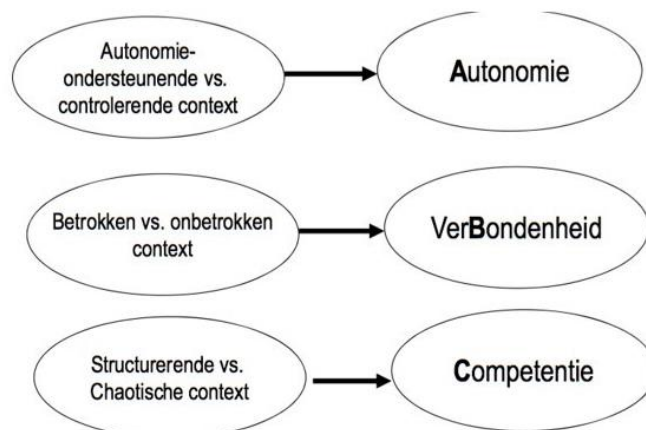 Autonomie-
ondersteunende vs.
controlerende context
Autonomie
Betrokken vs. onbetrokken
context
VerBondenheid
Structurerende vs.
Chaotische context
Competentie